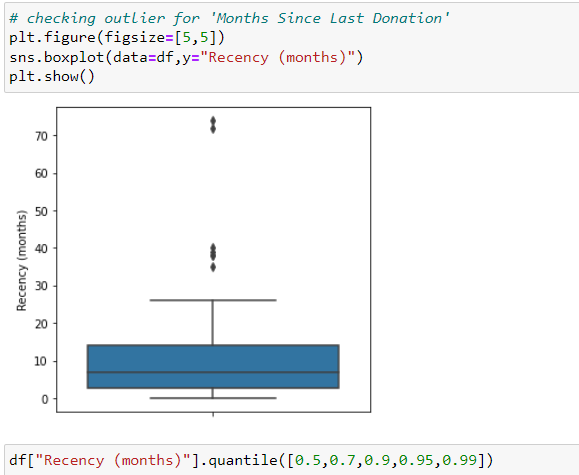 # checking outlier for 'Months Since Last Donation'
plt.figure(figsize=[5,5])
sns.boxplot(data=df,y="Recency (months)")
plt.show()
70
60
50
40
30
20
10
0
Recency (months)
df["Recency (months)"].quantile([0.5,0.7,0.9,0.95,0.99])